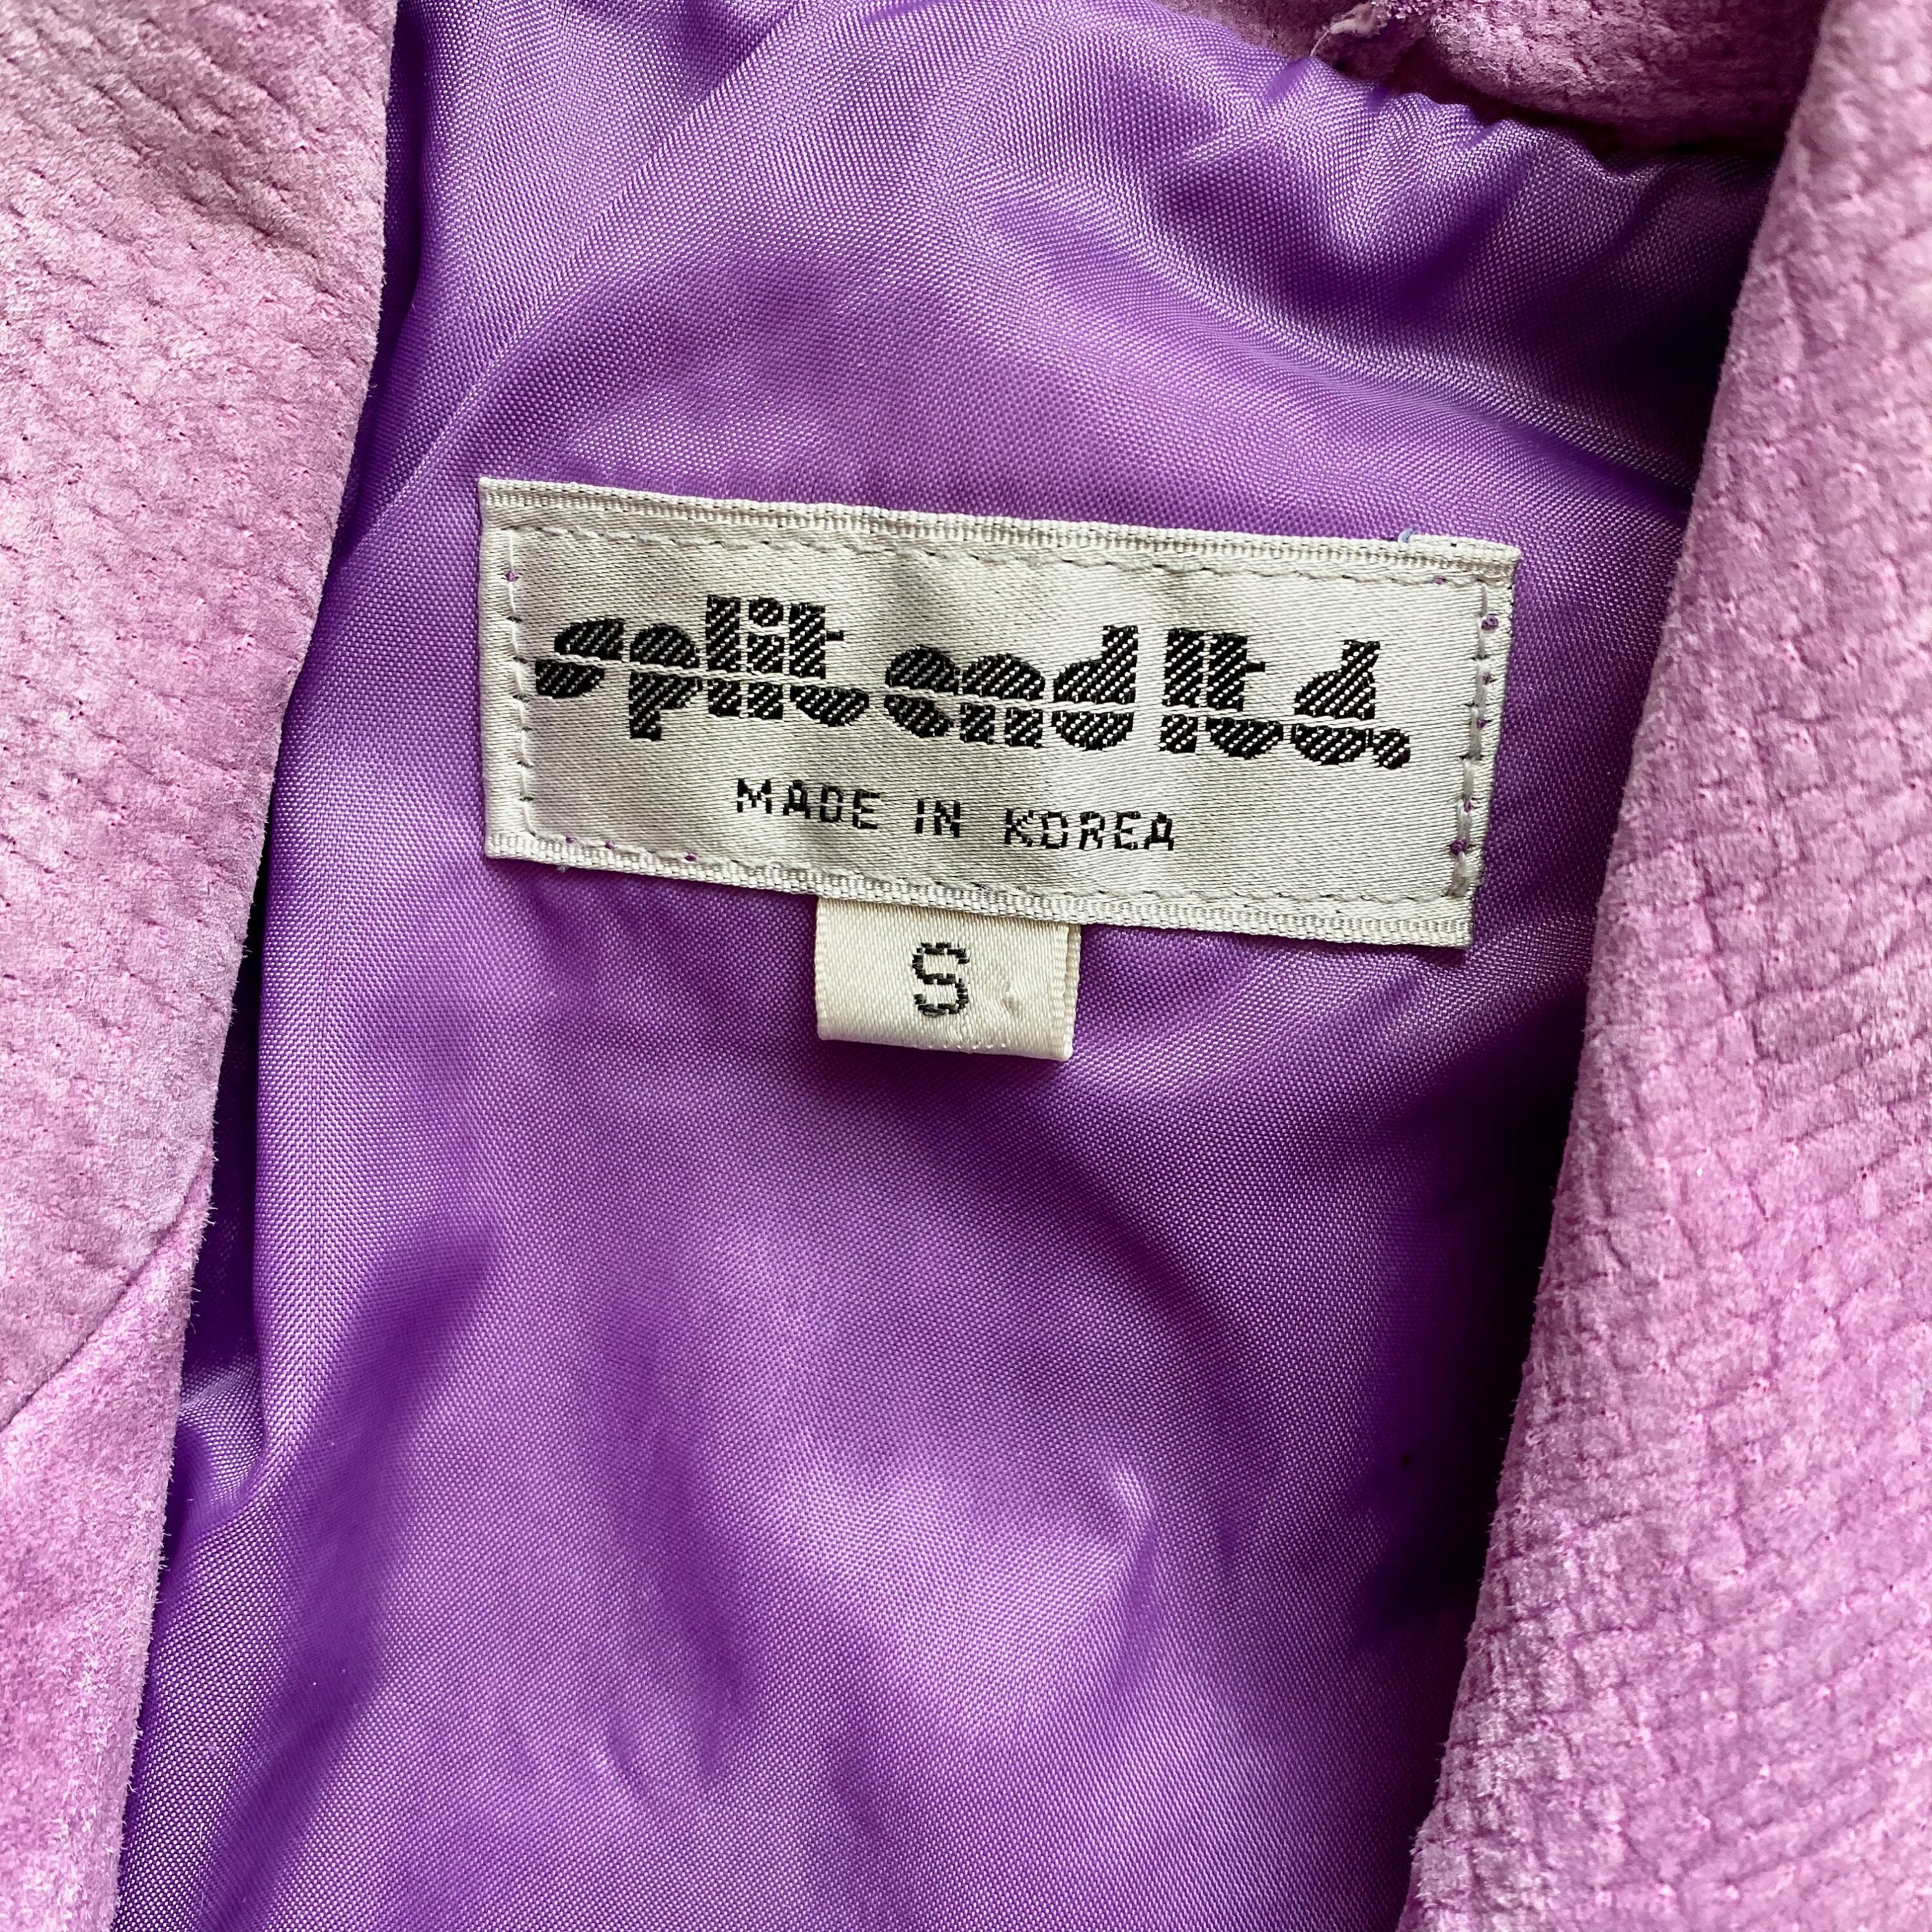 split end ltd.
MADE IN KOREA
S